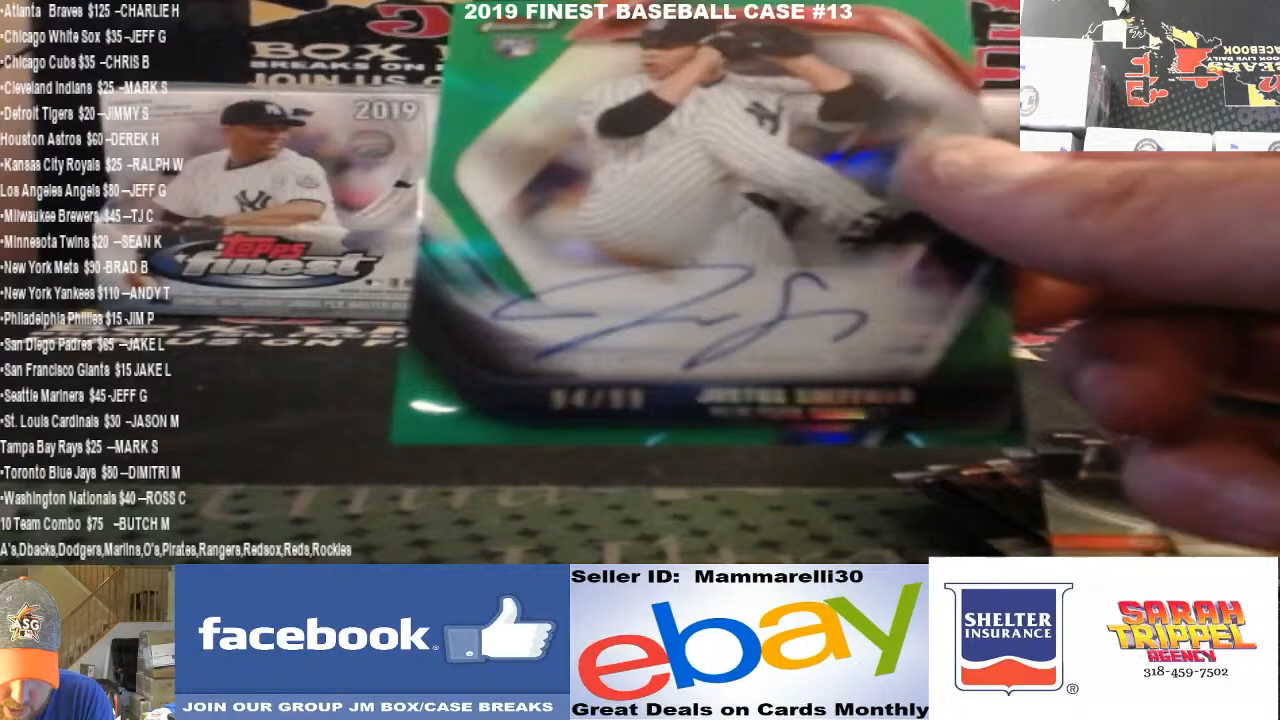 2019 FINEST BASEBALL CASE #13
•Atlanta Braves $125 –CHARLIE H
•Chicago White Sox $35 –JEFF G
•Chicago Cubs $35 –CHRIS B
•Cleveland Indians $25 –MARK S
•Detroit Tigers $20 –JIMMY S
Houston Astros $60 –DEREK H
•Kansas City Royals $25 –RALPH W
Los Angeles Angels $80 –JEFF G
•Milwaukee Brewers $45 –TJ C
•Minnesota Twins $20 –SEAN K
•New York Mets $30 -BRAD B
•New York Yankees $110 –ANDY T
•Philadelphia Phillies $15 -JIM P
•San Diego Padres $65 –JAKE L
•San Francisco Giants $15 JAKE L
•Seattle Mariners $45 -JEFF G
•St. Louis Cardinals $30 –JASON M
Tampa Bay Rays $25 –MARK S
•Toronto Blue Jays $80 –DIMITRI M
•Washington Nationals $40 –ROSS C
10 Team Combo $75 –BUTCH M
A's,Dbacks,Dodgers,Marlins,O's,Pirates,Rangers,Redsox,Reds,Rockies
BOX
BREAKS ON
JOIN US
2019
TOPPS
finest
ASG
facebook
JOIN OUR GROUP JM BOX/CASE BREAKS
Seller ID: Mammarelli30
ebay
Great Deals on Cards Monthly
SHELTER
INSURANCE
®
SARAH
TRIPPEL
AGENCY
318-459-7502